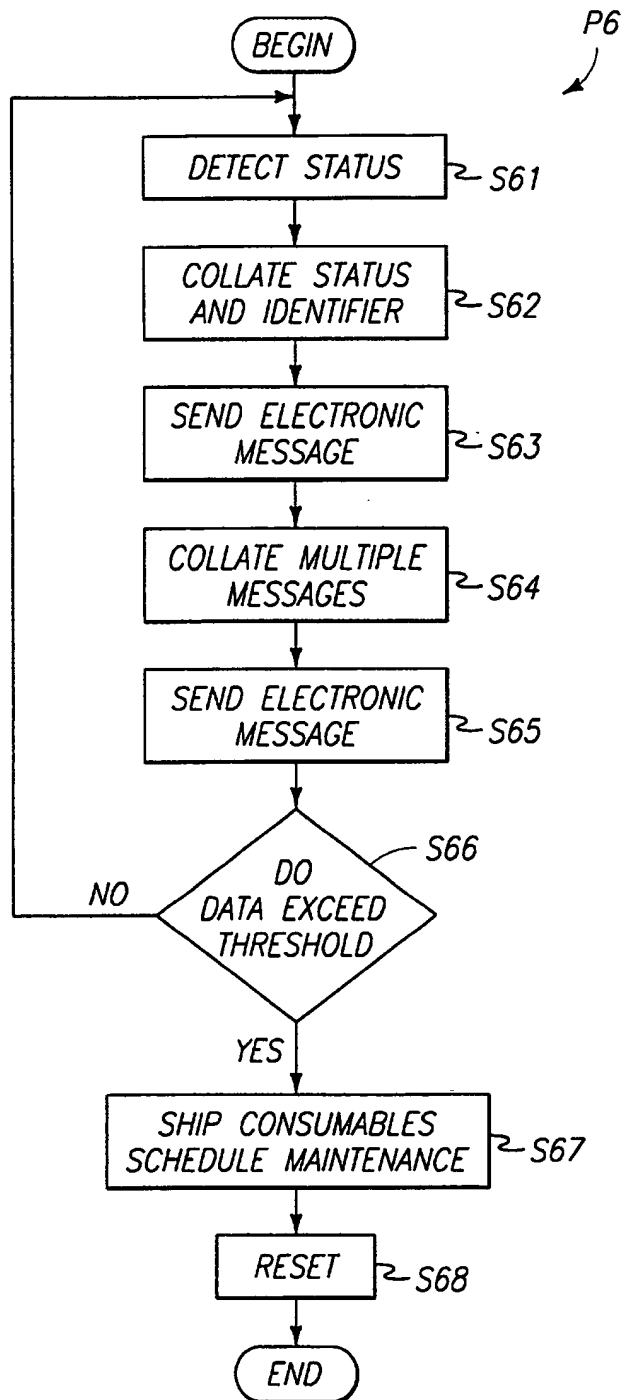 P6
BEGIN
DETECT STATUS
S61
COLLATE STATUS
AND IDENTIFIER
S62
SEND ELECTRONIC
MESSAGE
S63
COLLATE MULTIPLE
MESSAGES
S64
SEND ELECTRONIC
MESSAGE
S65
S66
DO
DATA EXCEED
THRESHOLD
NO
YES
SHIP CONSUMABLES
SCHEDULE MAINTENANCE
S67
RESET
S68
END